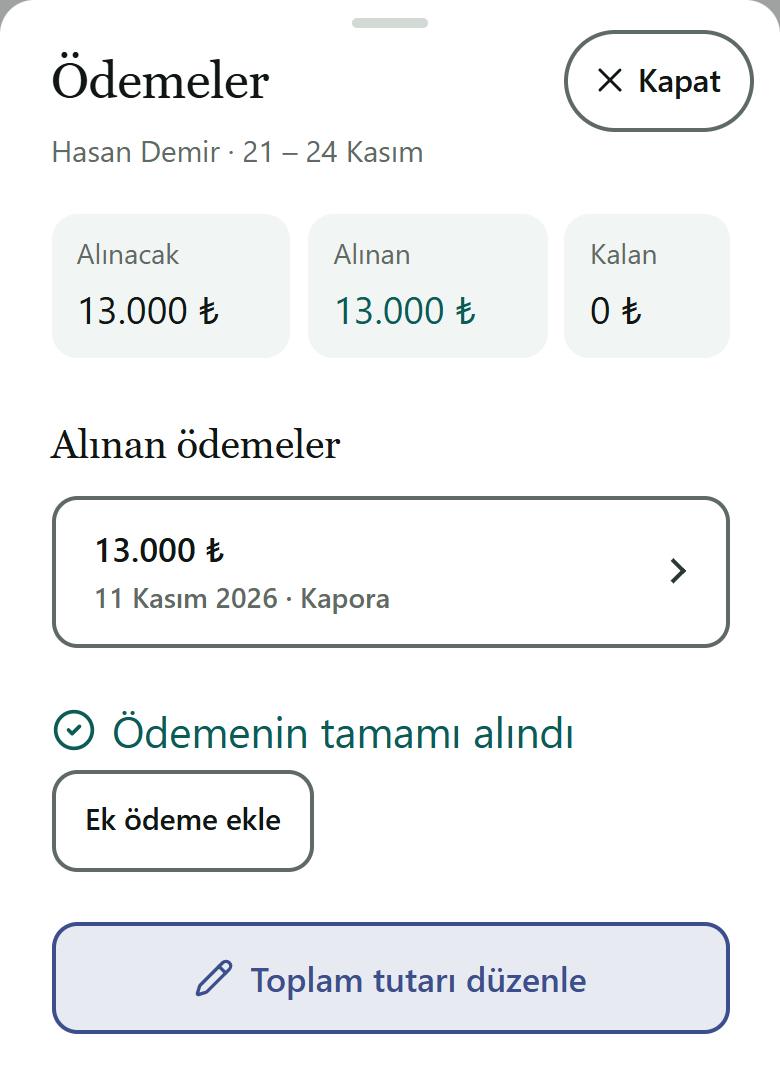 Ödemeler
Kapat
Hasan Demir · 21 – 24 Kasım
Alınacak
13.000 ₺
Alınan
13.000 ₺
Kalan
0 ₺
Alınan ödemeler
13.000 ₺
11 Kasım 2026 · Kapora
Ödemenin tamamı alındı
Ek ödeme ekle
Toplam tutarı düzenle